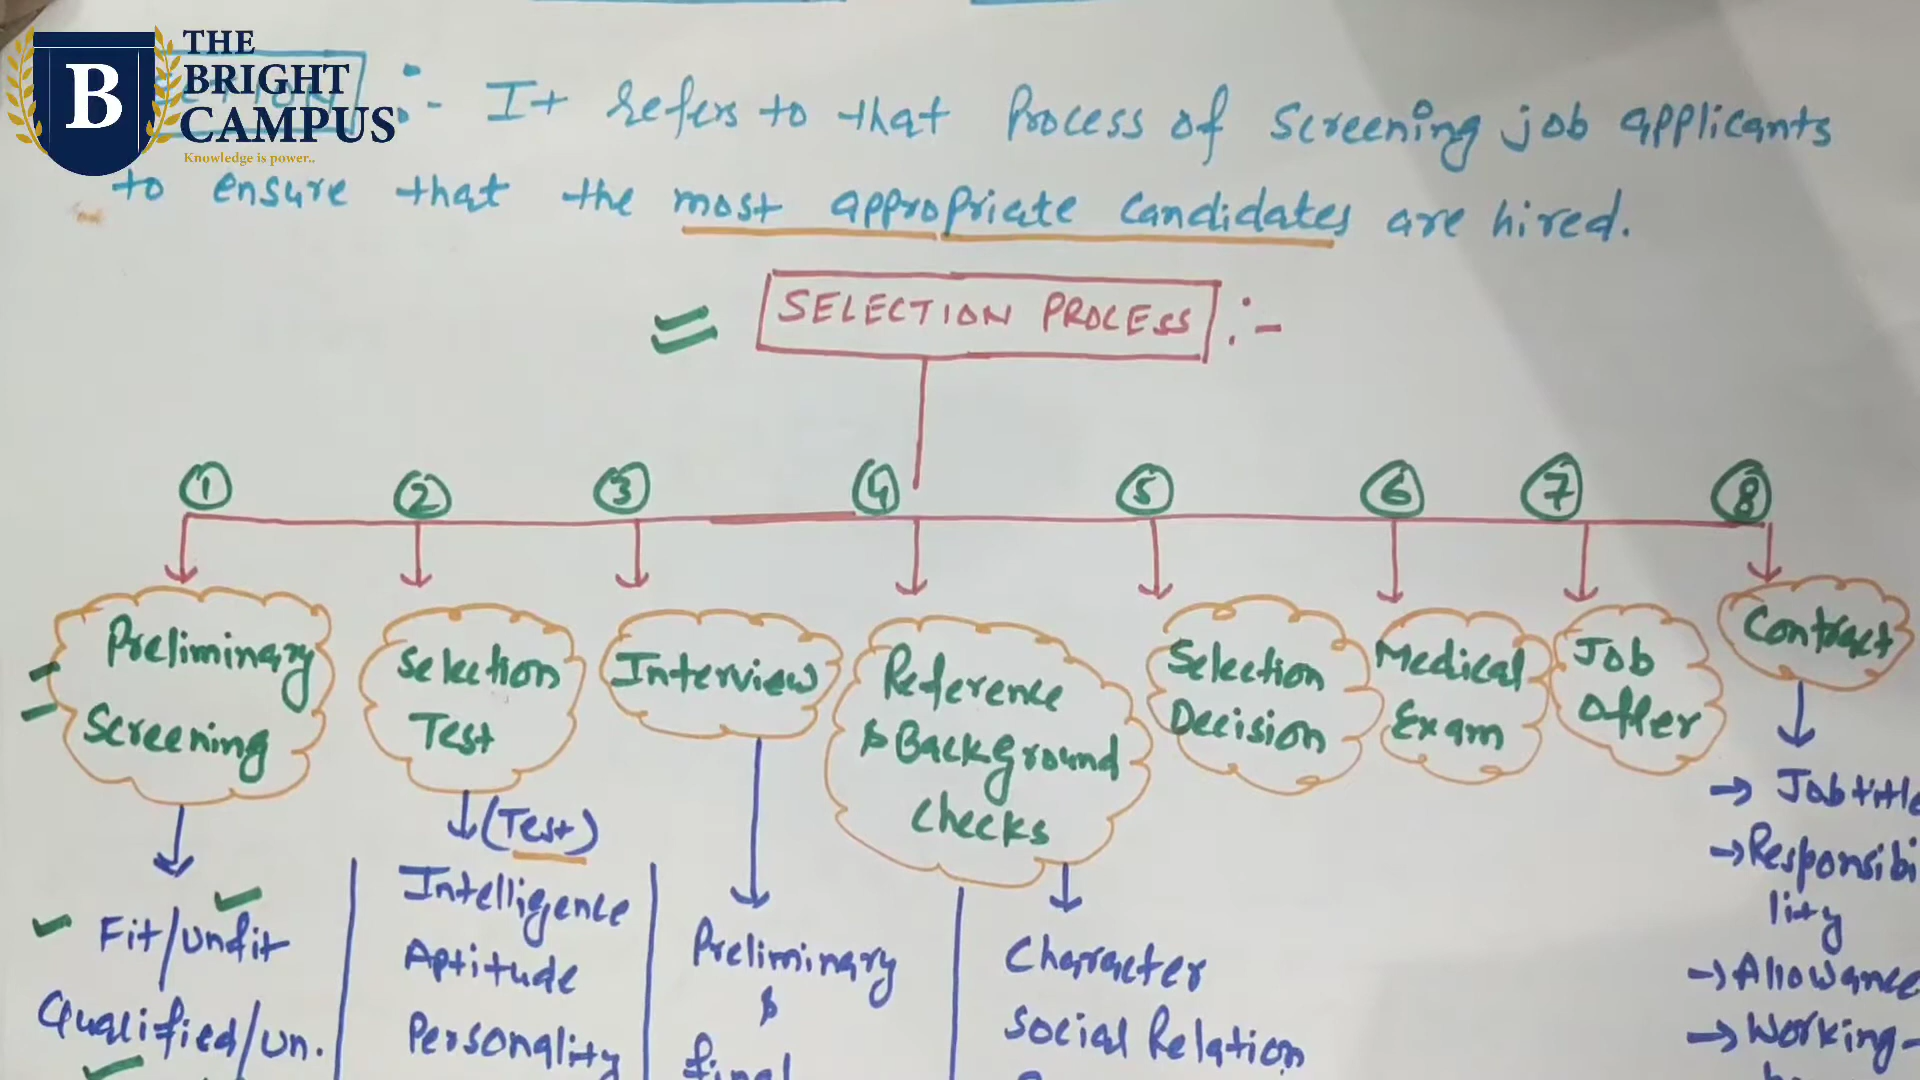 THE
BRIGHT
CAMPUS
Knowledge is power..
B
:- It refers to that Process of Screening job applicants
to ensure that the most appropriate candidates are hired.
SELECTION PROCESS :-
1 2 3 4 5 6 7 8
Preliminary
Screening
Selection
Test
Interview
Reference
& Background
Checks
Selection
Decision
Medical
Exam
Job
Offer
Contract
Fit/Unfit
Qualified/Un.
(Test)
Intelligence
Aptitude
Personality
Preliminary
&
final
Character
Social Relation
→ Job title
→ Responsibi
lity
→ Allowance
→ Working-